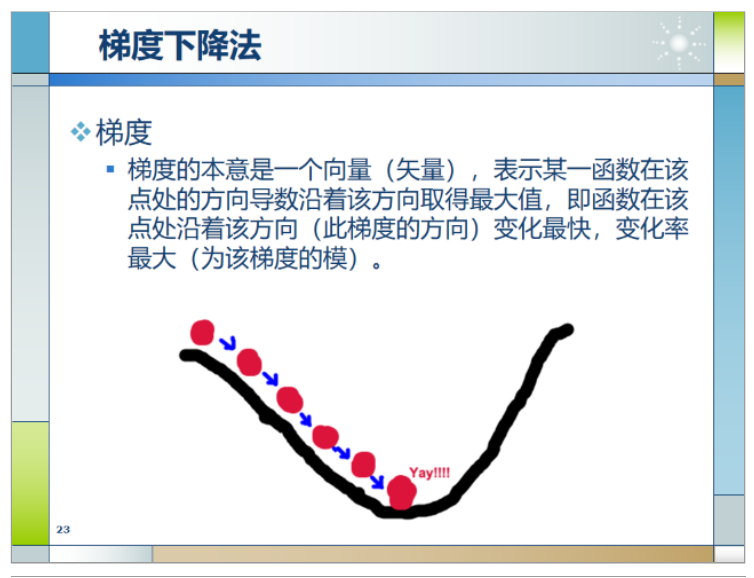 梯度下降法
梯度
梯度的本意是一个向量（矢量），表示某一函数在该
点处的方向导数沿着该方向取得最大值，即函数在该
点处沿着该方向（此梯度的方向）变化最快，变化率
最大（为该梯度的模）。
Yay!!!!
23